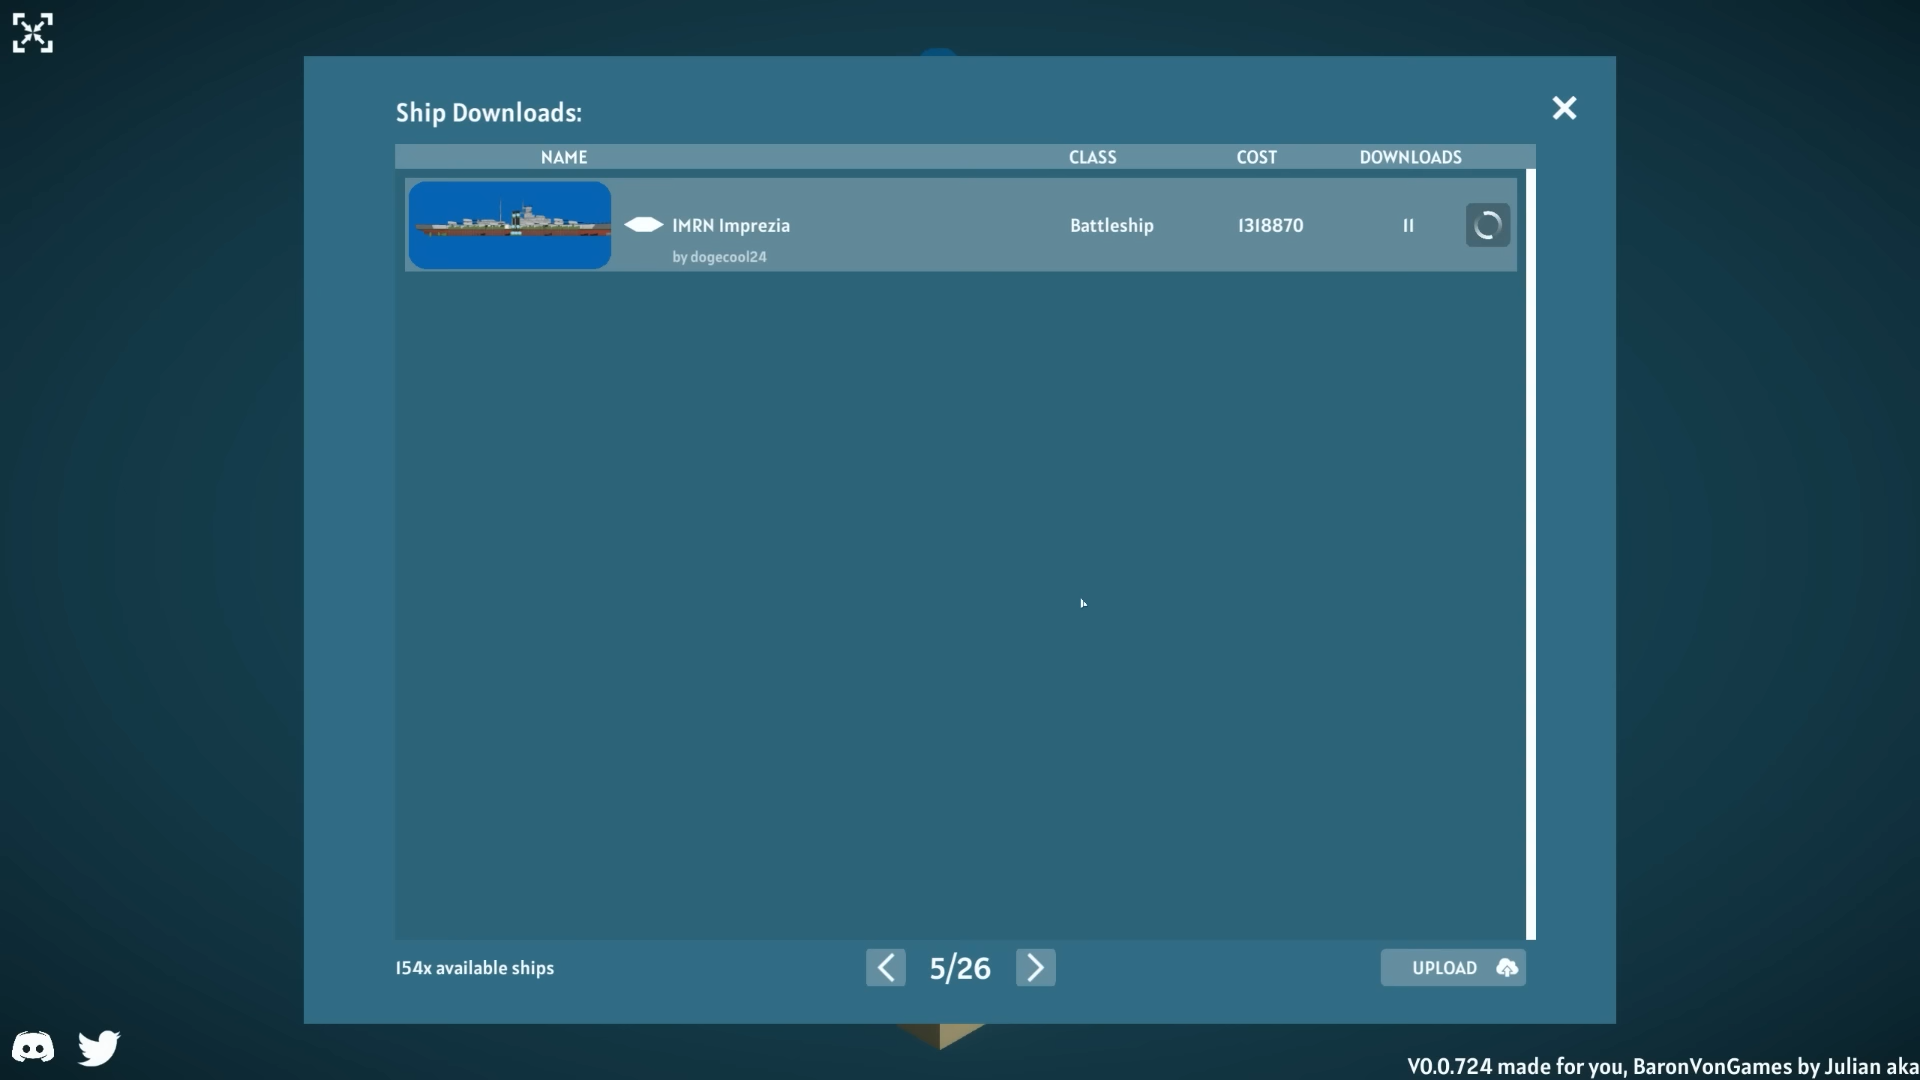 Ship Downloads:
NAME CLASS COST DOWNLOADS
IMRN Imprezia Battleship 1318870 11
by dogecool24
154x available ships 5/26 UPLOAD
V0.0.724 made for you, BaronVonGames by Julian aka